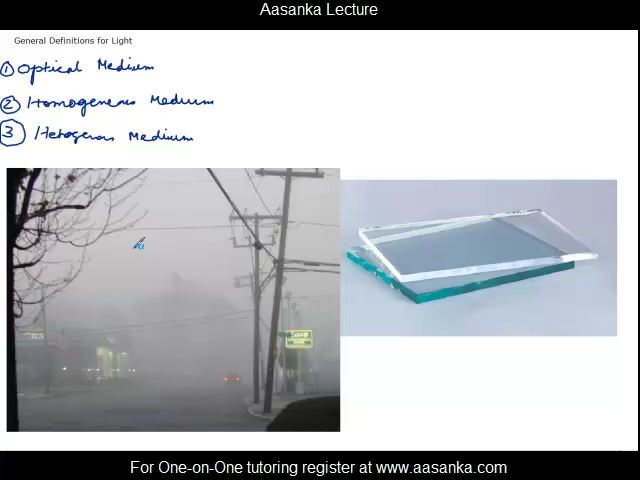 Aasanka Lecture
General Definitions for Light
① Optical Medium
② Homogeneous Medium
③ Hetogenous Medium
For One-on-One tutoring register at www.aasanka.com